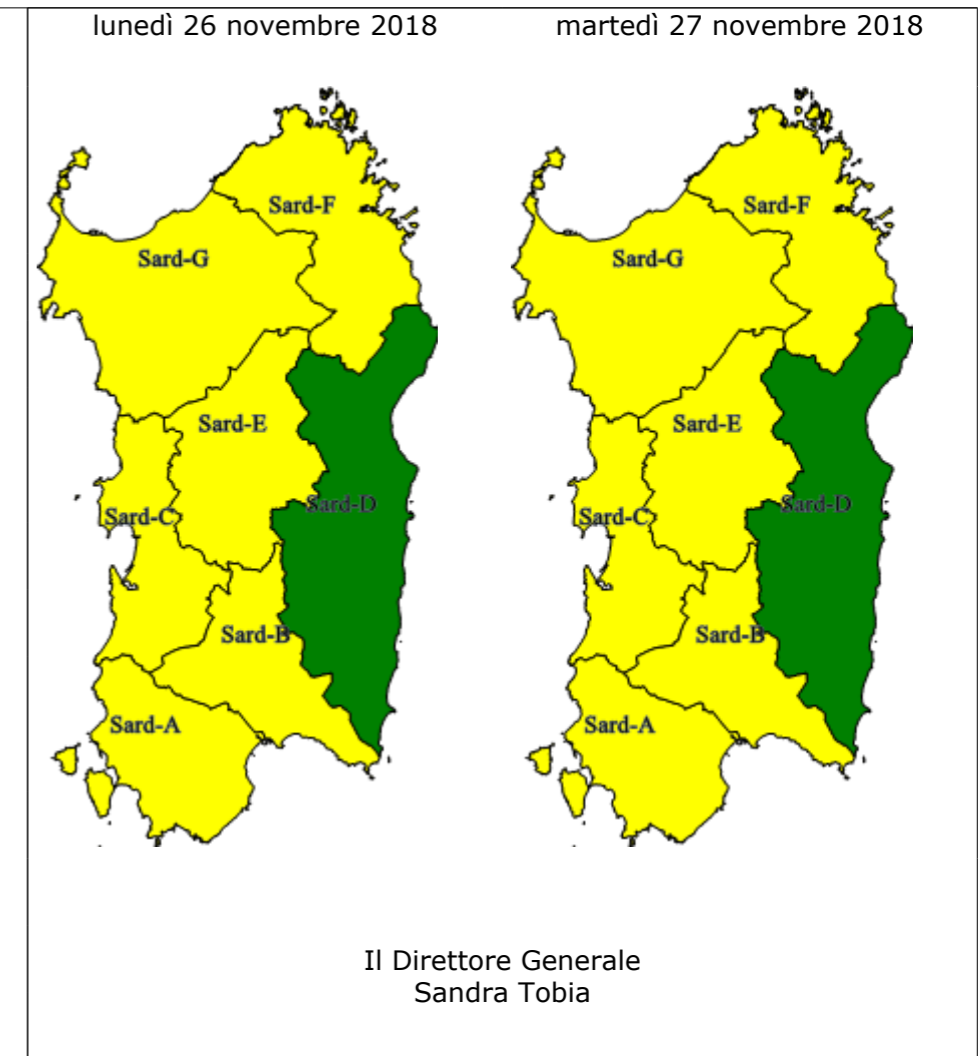 lunedì 26 novembre 2018
martedì 27 novembre 2018
Sard-F
Sard-G
Sard-E
Sard-D
Sard-C
Sard-B
Sard-A
Sard-F
Sard-G
Sard-E
Sard-D
Sard-C
Sard-B
Sard-A
Il Direttore Generale
Sandra Tobia